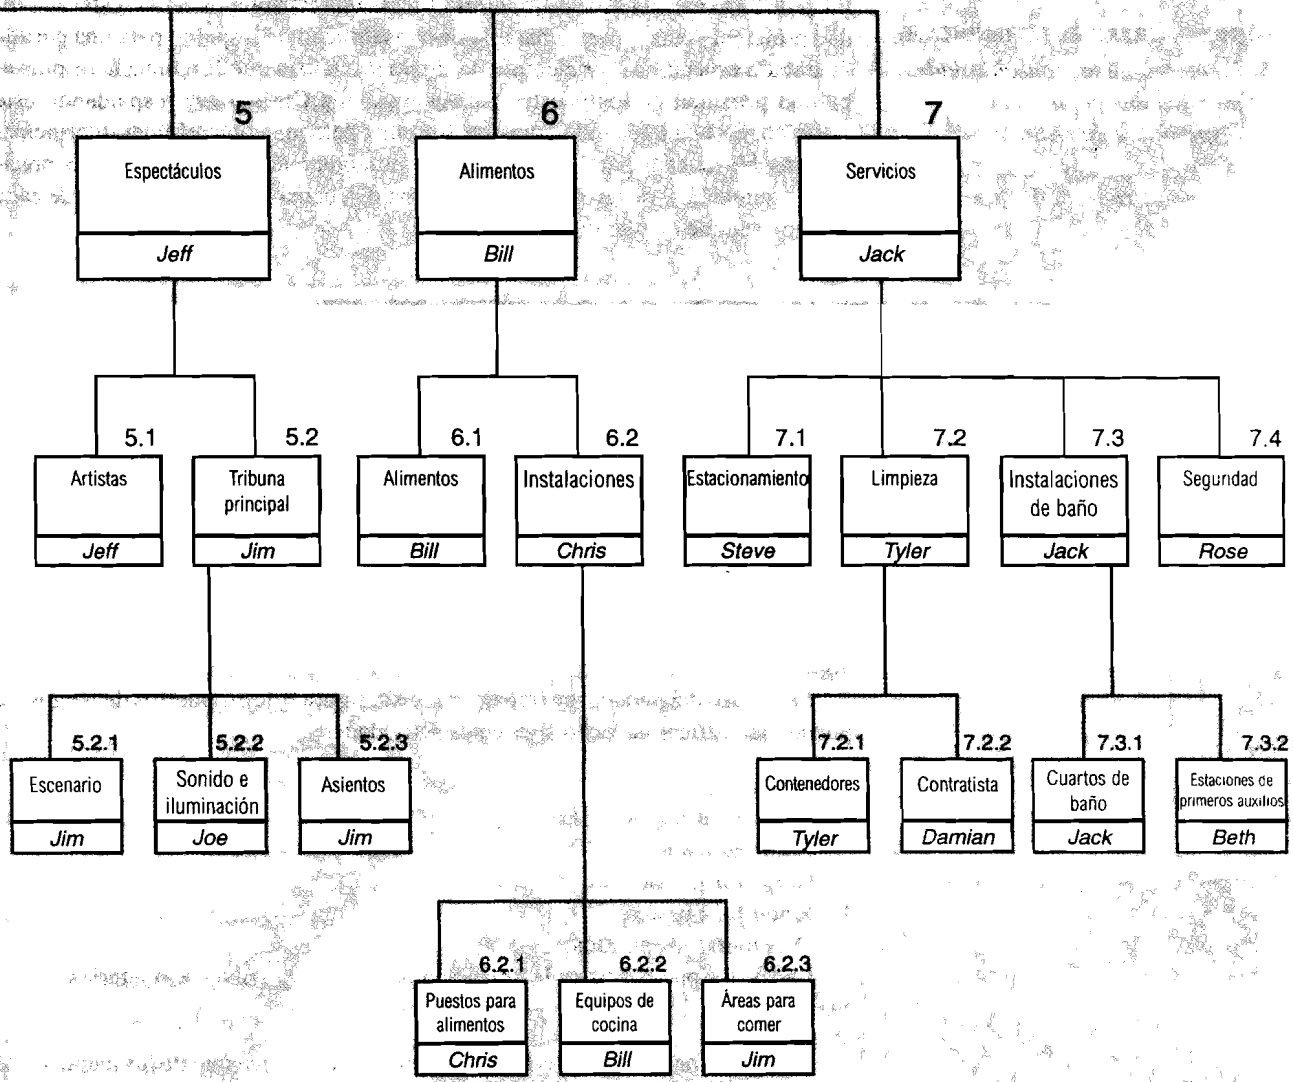 5
Espectáculos
Jeff
6
Alimentos
Bill
7
Servicios
Jack
5.1
Artistas
Jeff
5.2
Tribuna
principal
Jim
6.1
Alimentos
Bill
6.2
Instalaciones
Chris
7.1
Estacionamiento
Steve
7.2
Limpieza
Tyler
7.3
Instalaciones
de baño
Jack
7.4
Seguridad
Rose
5.2.1
Escenario
Jim
5.2.2
Sonido e
iluminación
Joe
5.2.3
Asientos
Jim
7.2.1
Contenedores
Tyler
7.2.2
Contratista
Damian
7.3.1
Cuartos de
baño
Jack
7.3.2
Estaciones de
primeros auxilios
Beth
6.2.1
Puestos para
alimentos
Chris
6.2.2
Equipos de
cocina
Bill
6.2.3
Áreas para
comer
Jim